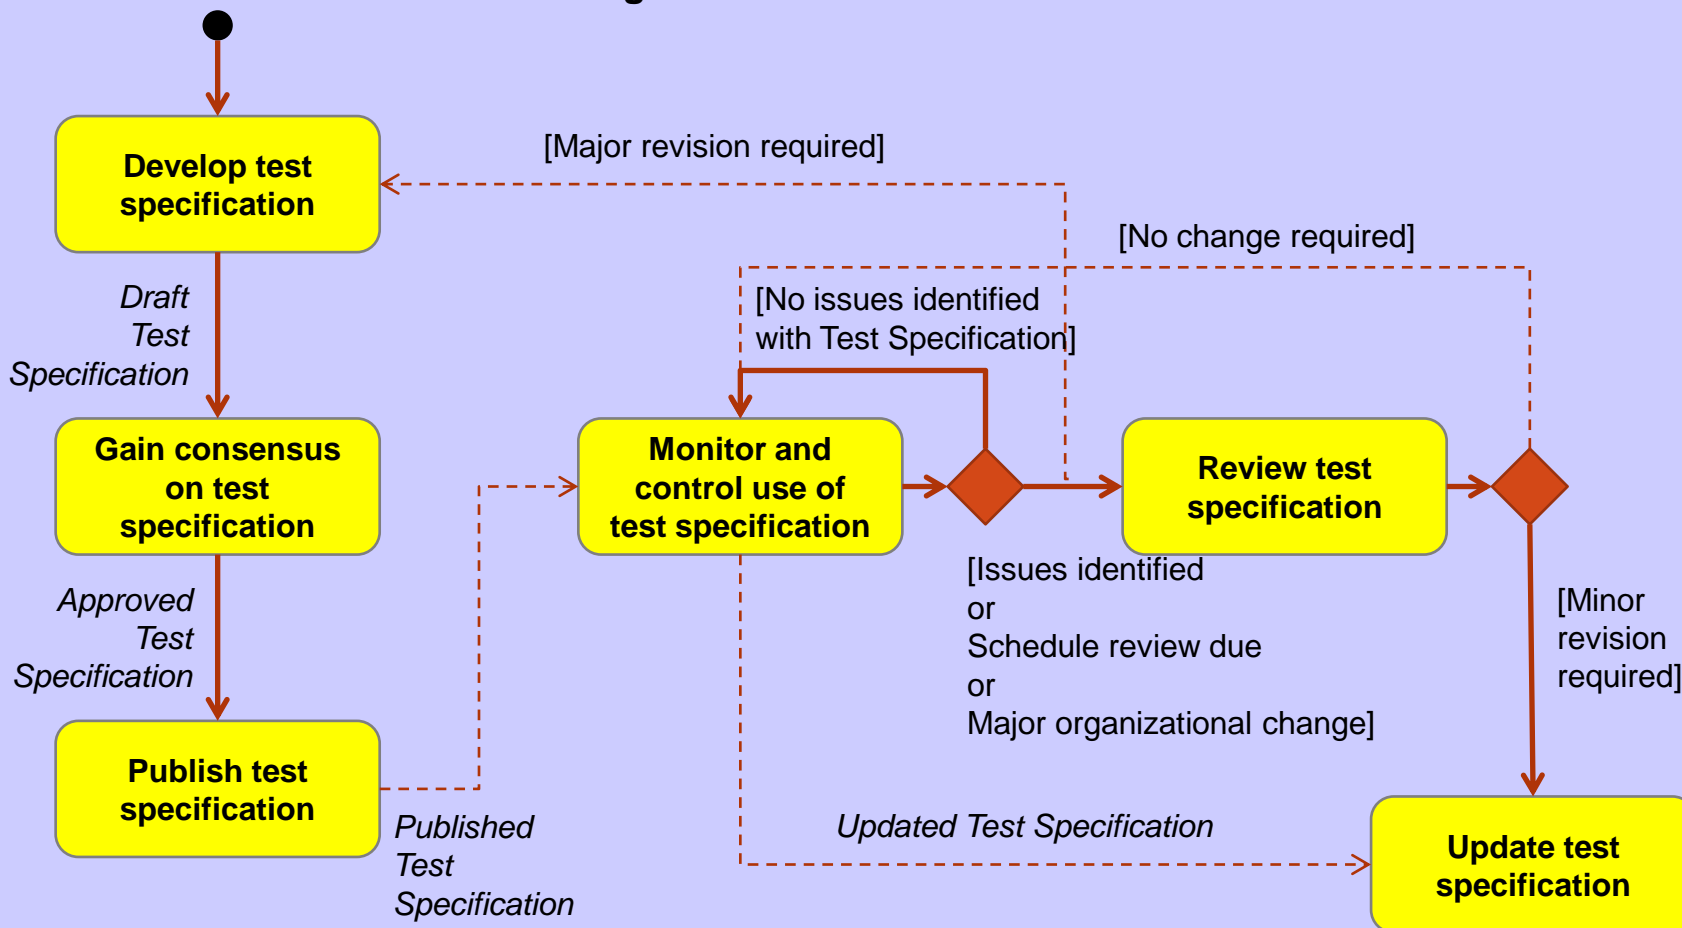 Develop test
specification
[Major revision required]
[No change required]
Draft
Test
Specification
[No issues identified
with Test Specification]
Gain consensus
on test
specification
Monitor and
control use of
test specification
Review test
specification
Approved
Test
Specification
[Issues identified
or
Schedule review due
or
Major organizational change]
[Minor
revision
required]
Publish test
specification
Published
Test
Specification
Updated Test Specification
Update test
specification